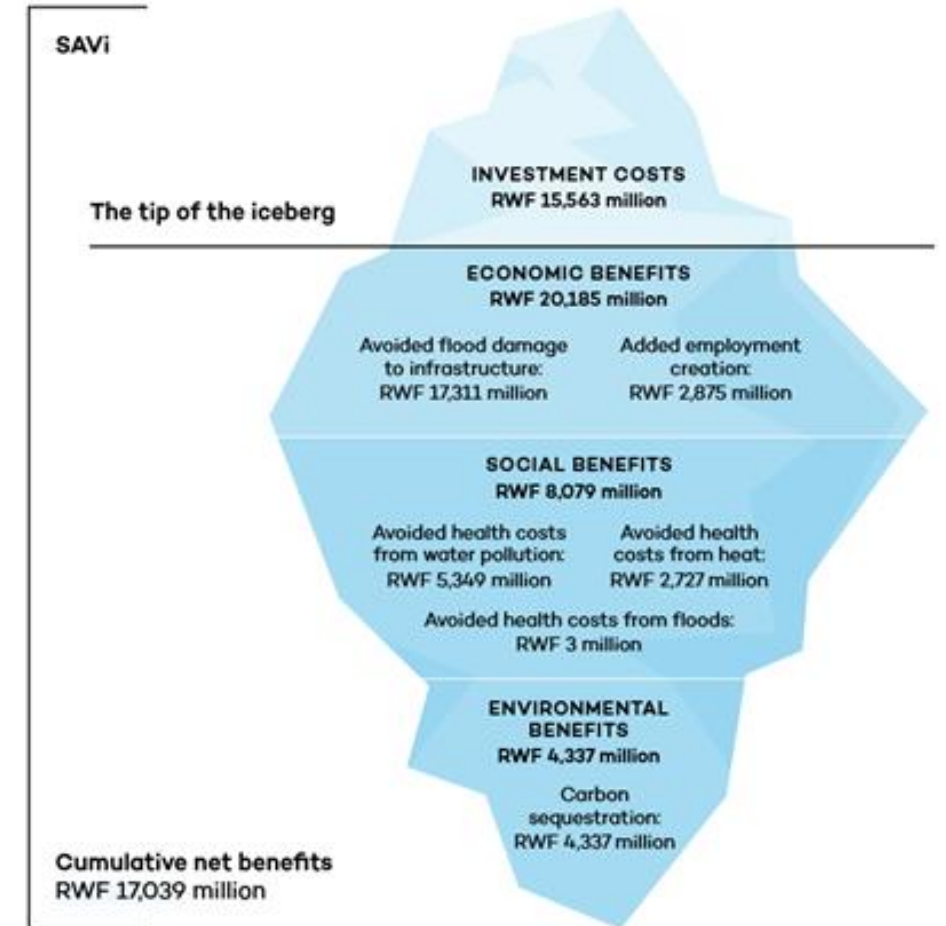 SAVi
INVESTMENT COSTS
RWF 15,563 million
The tip of the iceberg
ECONOMIC BENEFITS
RWF 20,185 million
Avoided flood damage
to infrastructure:
RWF 17,311 million
Added employment
creation:
RWF 2,875 million
SOCIAL BENEFITS
RWF 8,079 million
Avoided health costs
from water pollution:
RWF 5,349 million
Avoided health
costs from heat:
RWF 2,727 million
Avoided health costs from floods:
RWF 3 million
ENVIRONMENTAL
BENEFITS
RWF 4,337 million
Carbon
sequestration:
RWF 4,337 million
Cumulative net benefits
RWF 17,039 million